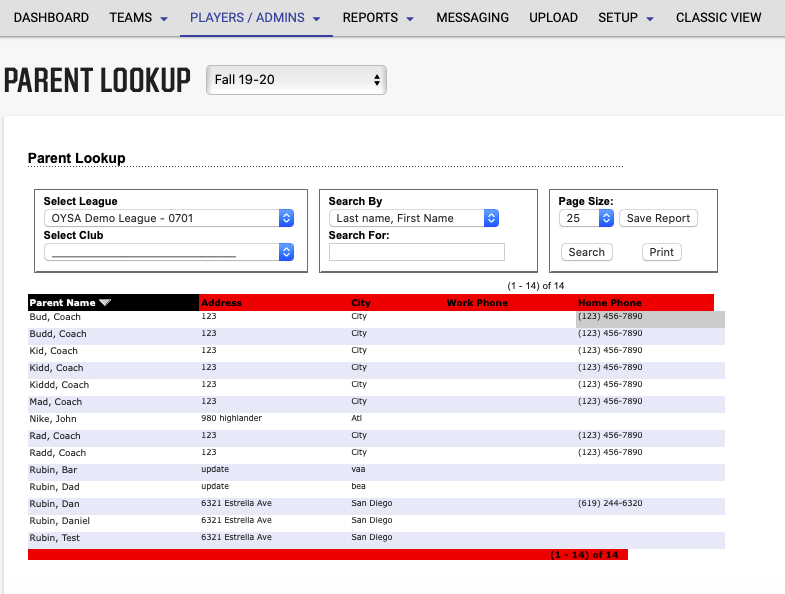 DASHBOARD TEAMS PLAYERS / ADMINS REPORTS MESSAGING UPLOAD SETUP CLASSIC VIEW
PARENT LOOKUP Fall 19-20
Parent Lookup
Select League Search By Page Size:
OYSA Demo League - 0701 Last name, First Name 25 Save Report
Select Club Search For:
Search Print
(1 - 14) of 14
Parent Name Address City Work Phone Home Phone
Bud, Coach 123 City (123) 456-7890
Budd, Coach 123 City (123) 456-7890
Kid, Coach 123 City (123) 456-7890
Kidd, Coach 123 City (123) 456-7890
Kiddd, Coach 123 City (123) 456-7890
Mad, Coach 123 City (123) 456-7890
Nike, John 980 highlander Atl
Rad, Coach 123 City (123) 456-7890
Radd, Coach 123 City (123) 456-7890
Rubin, Bar update vaa
Rubin, Dad update bea
Rubin, Dan 6321 Estrella Ave San Diego (619) 244-6320
Rubin, Daniel 6321 Estrella Ave San Diego
Rubin, Test 6321 Estrella Ave San Diego
(1 - 14) of 14